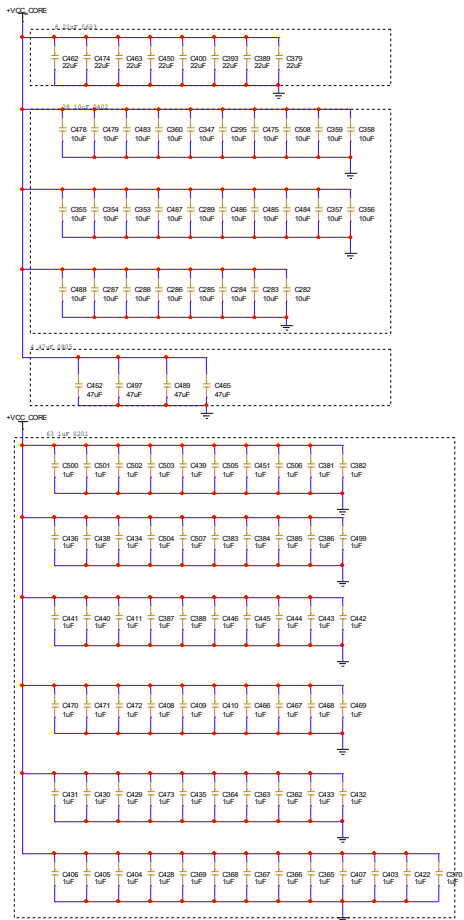 +VCC_CORE
8 22uF 0603
C462 C474 C463 C450 C400 C393 C389 C379
22uF 22uF 22uF 22uF 22uF 22uF 22uF 22uF
28 10uF 0402
C478 C479 C483 C360 C347 C295 C475 C508 C359 C358
10uF 10uF 10uF 10uF 10uF 10uF 10uF 10uF 10uF 10uF
C355 C354 C353 C487 C289 C486 C485 C484 C357 C356
10uF 10uF 10uF 10uF 10uF 10uF 10uF 10uF 10uF 10uF
C488 C287 C288 C286 C285 C284 C283 C282
10uF 10uF 10uF 10uF 10uF 10uF 10uF 10uF
4 47uF 0805
C452 C497 C489 C465
47uF 47uF 47uF 47uF
+VCC_CORE
63 1uF 0201
C500 C501 C502 C503 C439 C505 C451 C506 C381 C382
1uF 1uF 1uF 1uF 1uF 1uF 1uF 1uF 1uF 1uF
C436 C438 C434 C504 C507 C383 C384 C385 C386 C499
1uF 1uF 1uF 1uF 1uF 1uF 1uF 1uF 1uF 1uF
C441 C440 C411 C387 C388 C446 C445 C444 C443 C442
1uF 1uF 1uF 1uF 1uF 1uF 1uF 1uF 1uF 1uF
C470 C471 C472 C408 C409 C410 C466 C467 C468 C469
1uF 1uF 1uF 1uF 1uF 1uF 1uF 1uF 1uF 1uF
C431 C430 C429 C473 C435 C364 C363 C362 C433 C432
1uF 1uF 1uF 1uF 1uF 1uF 1uF 1uF 1uF 1uF
C406 C405 C404 C428 C369 C368 C367 C366 C365 C407 C403 C422 C370
1uF 1uF 1uF 1uF 1uF 1uF 1uF 1uF 1uF 1uF 1uF 1uF 1uF